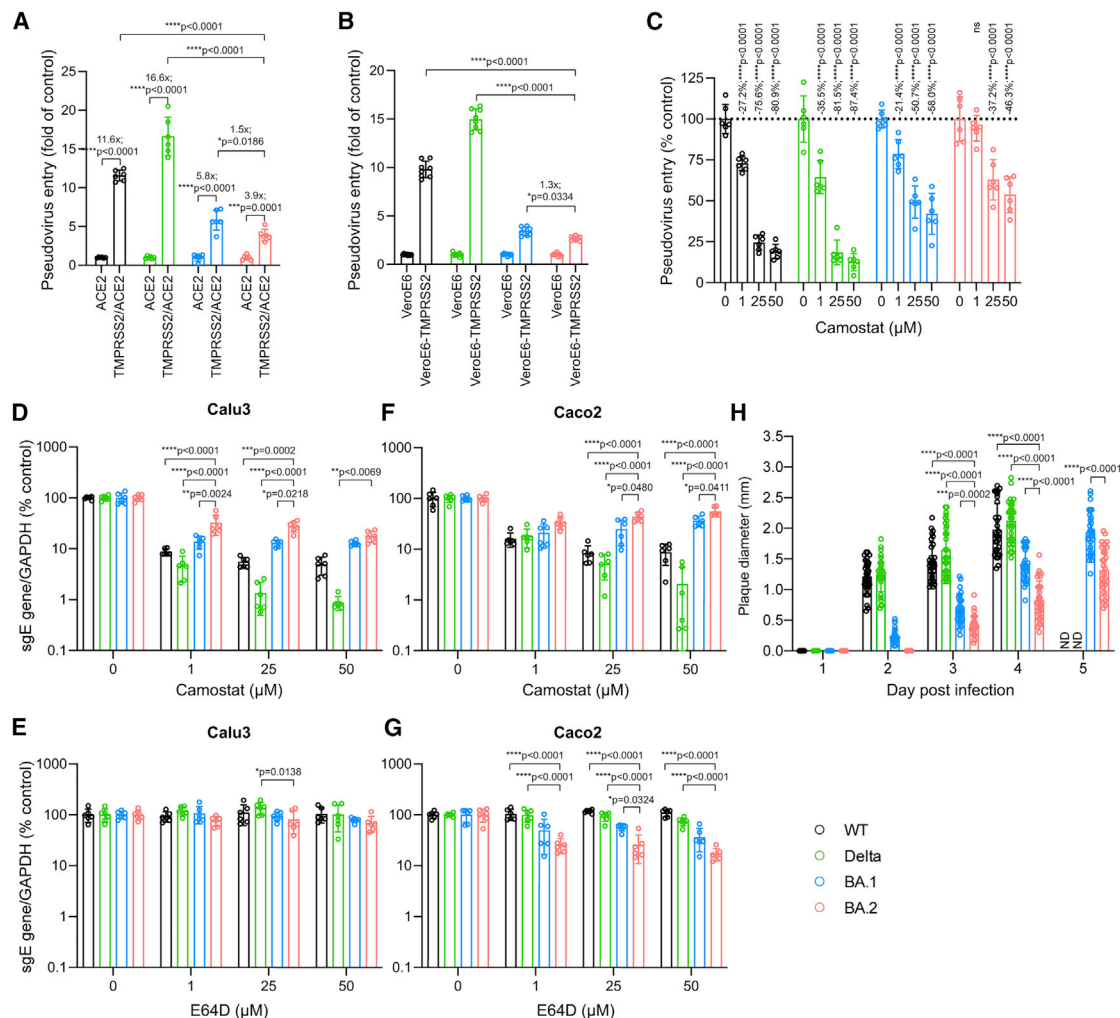 A
Pseudovirus entry (fold of control)
25
20
15
10
5
0
****p<0.0001
****p<0.0001
16.6x;
****p<0.0001
11.6x;
****p<0.0001
1.5x;
*p=0.0186
5.8x;
****p<0.0001
3.9x;
***p=0.0001
ACE2
TMPRSS2/ACE2
ACE2
TMPRSS2/ACE2
ACE2
TMPRSS2/ACE2
ACE2
TMPRSS2/ACE2
B
Pseudovirus entry (fold of control)
20
15
10
5
0
****p<0.0001
****p<0.0001
1.3x;
*p=0.0334
VeroE6
VeroE6-TMPRSS2
VeroE6
VeroE6-TMPRSS2
VeroE6
VeroE6-TMPRSS2
VeroE6
VeroE6-TMPRSS2
C
Pseudovirus entry (% control)
125
100
75
50
25
0
-27.2%;****p<0.0001
-75.6%;****p<0.0001
-80.9%;****p<0.0001
-35.5%;****p<0.0001
-81.5%;****p<0.0001
-87.4%;****p<0.0001
-21.4%;****p<0.0001
-50.7%;****p<0.0001
-58.0%;****p<0.0001
ns
-37.2%;****p<0.0001
-46.3%;****p<0.0001
0 1 25 50 0 1 25 50 0 1 25 50 0 1 25 50
Camostat (µM)
D
Calu3
sgE gene/GAPDH (% control)
1000
100
10
1
0.1
****p<0.0001
****p<0.0001
**p=0.0024
***p=0.0002
****p<0.0001
*p=0.0218
**p=0.0069
0 1 25 50
Camostat (µM)
F
Caco2
1000
100
10
1
0.1
****p<0.0001
****p<0.0001
*p=0.0480
****p<0.0001
****p<0.0001
*p=0.0411
0 1 25 50
Camostat (µM)
H
Plaque diameter (mm)
3.5
3.0
2.5
2.0
1.5
1.0
0.5
0.0
****p<0.0001
****p<0.0001
***p=0.0002
****p<0.0001
****p<0.0001
****p<0.0001
****p<0.0001
ND
ND
1 2 3 4 5
Day post infection
E
Calu3
sgE gene/GAPDH (% control)
1000
100
10
1
0.1
*p=0.0138
0 1 25 50
E64D (µM)
G
Caco2
1000
100
10
1
0.1
****p<0.0001
****p<0.0001
****p<0.0001
****p<0.0001
*p=0.0324
****p<0.0001
****p<0.0001
0 1 25 50
E64D (µM)
WT
Delta
BA.1
BA.2